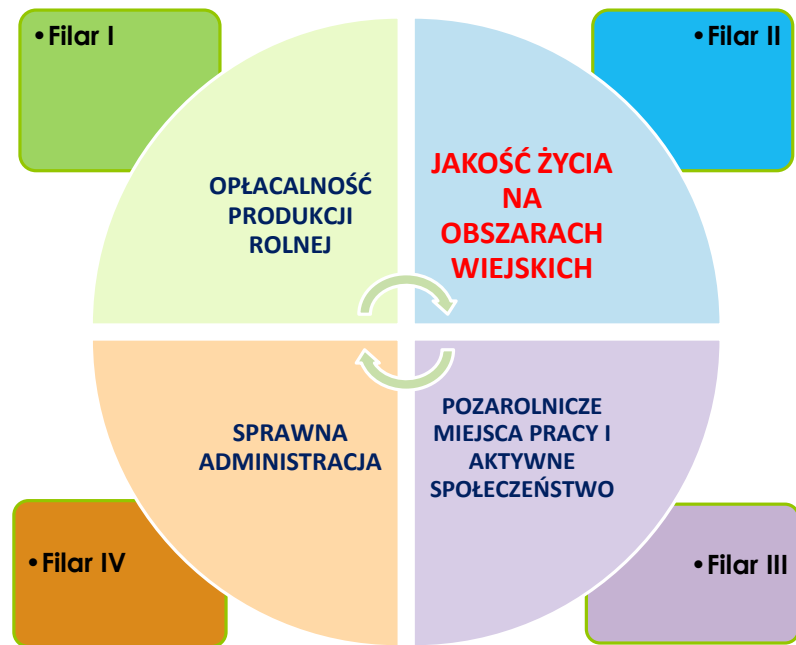 • Filar I
• Filar II
OPŁACALNOŚĆ
PRODUKCJI
ROLNEJ
JAKOŚĆ ŻYCIA
NA
OBSZARACH
WIEJSKICH
SPRAWNA
ADMINISTRACJA
POZAROLNICZE
MIEJSCA PRACY I
AKTYWNE
SPOŁECZEŃSTWO
• Filar IV
• Filar III